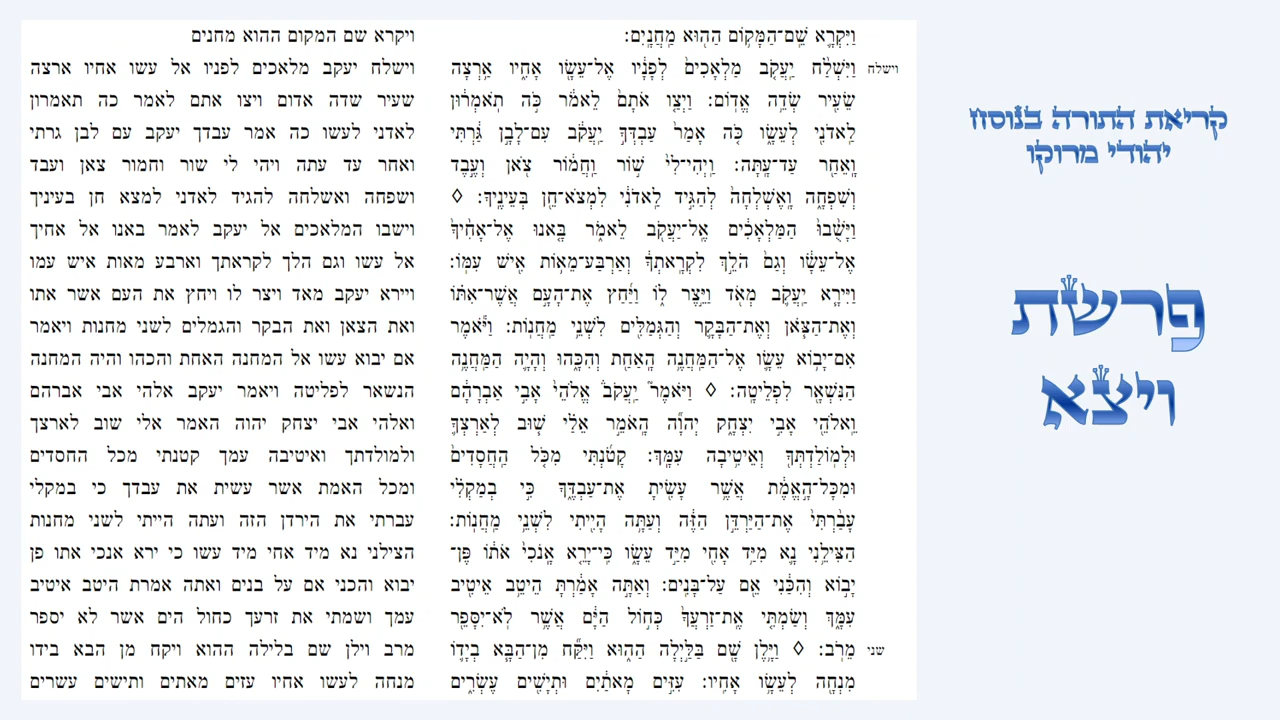 וַיִּקְרָ֛א שֵֽׁם־הַמָּק֥וֹם הַה֖וּא מַֽחֲנָֽיִם׃
וישלח
וַיִּשְׁלַ֨ח יַֽעֲקֹ֤ב מַלְאָכִים֙ לְפָנָ֔יו אֶל־עֵשָׂ֖ו אָחִ֑יו אַ֥רְצָה
שֵׂעִ֖יר שְׂדֵ֥ה אֱדֽוֹם׃ וַיְצַ֤ו אֹתָם֙ לֵאמֹ֔ר כֹּ֣ה תֹֽאמְר֔וּן
לַֽאדֹנִ֖י לְעֵשָׂ֑ו כֹּ֤ה אָמַר֙ עַבְדְּךָ֣ יַֽעֲקֹ֔ב עִם־לָבָ֣ן גַּ֔רְתִּי
וָֽאֵחַ֖ר עַד־עָֽתָּה׃ וַֽיְהִי־לִי֙ שׁ֣וֹר וַֽחֲמ֔וֹר צֹ֖אן וְעֶ֣בֶד
וְשִׁפְחָ֑ה וָֽאֶשְׁלְחָה֙ לְהַגִּ֣יד לַֽאדֹנִ֔י לִמְצֹא־חֵ֖ן בְּעֵינֶֽיךָ׃ ◊
וַיָּשֻׁ֙בוּ֙ הַמַּלְאָכִ֔ים אֶֽל־יַעֲקֹ֖ב לֵאמֹ֑ר בָּ֤אנוּ אֶל־אָחִ֙יךָ֙
אֶל־עֵשָׂ֔ו וְגַם֙ הֹלֵ֣ךְ לִקְרָֽאתְךָ֔ וְאַרְבַּע־מֵא֥וֹת אִ֖ישׁ עִמּֽוֹ׃
וַיִּירָ֧א יַֽעֲקֹ֛ב מְאֹ֖ד וַיֵּ֣צֶר ל֑וֹ וַיַּ֜חַץ אֶת־הָעָ֣ם אֲשֶׁר־אִתּ֗וֹ
וְאֶת־הַצֹּ֧אן וְאֶת־הַבָּקָ֛ר וְהַגְּמַלִּ֖ים לִשְׁנֵ֥י מַֽחֲנֽוֹת׃ וַיֹּ֕אמֶר
אִם־יָב֥וֹא עֵשָׂ֛ו אֶל־הַמַּֽחֲנֶ֥ה הָֽאַחַ֖ת וְהִכָּ֑הוּ וְהָיָ֛ה הַמַּֽחֲנֶ֥ה
הַנִּשְׁאָ֖ר לִפְלֵיטָֽה׃ ◊ וַיֹּאמֶר֮ יַֽעֲקֹב֒ אֱלֹהֵי֙ אָבִ֣י אַבְרָהָ֔ם
וֵֽאלֹהֵ֖י אָבִ֣י יִצְחָ֑ק יְהוָ֞ה הָֽאֹמֵ֣ר אֵלַ֗י שׁ֧וּב לְאַרְצְךָ֛
וּלְמֽוֹלַדְתְּךָ֖ וְאֵיטִ֥יבָה עִמָּֽךְ׃ קָטֹ֜נְתִּי מִכֹּ֤ל הַֽחֲסָדִים֙
וּמִכָּל־הָ֣אֱמֶ֔ת אֲשֶׁ֥ר עָשִׂ֖יתָ אֶת־עַבְדֶּ֑ךָ כִּ֣י בְמַקְלִ֗י
עָבַ֙רְתִּי֙ אֶת־הַיַּרְדֵּ֣ן הַזֶּ֔ה וְעַתָּ֥ה הָיִ֖יתִי לִשְׁנֵ֥י מַֽחֲנֽוֹת׃
הַצִּילֵ֥נִי נָ֛א מִיַּ֥ד אָחִ֖י מִיַּ֣ד עֵשָׂ֑ו כִּֽי־יָרֵ֤א אָֽנֹכִי֙ אֹת֔וֹ פֶּן־
יָב֣וֹא וְהִכַּ֔נִי אֵ֖ם עַל־בָּנִֽים׃ וְאַתָּ֣ה אָמַ֔רְתָּ הֵיטֵ֥ב אֵיטִ֖יב
עִמָּ֑ךְ וְשַׂמְתִּ֤י אֶֽת־זַרְעֲךָ֙ כְּח֣וֹל הַיָּ֔ם אֲשֶׁ֥ר לֹֽא־יִסָּפֵ֖ר
שני
מֵרֹֽב׃ ◊ וַיָּ֥לֶן שָׁ֖ם בַּלַּ֣יְלָה הַה֑וּא וַיִּקַּ֞ח מִן־הַבָּ֧א בְיָד֛וֹ
מִנְחָ֖ה לְעֵשָׂ֥ו אָחִֽיו׃ עִזִּ֣ים מָאתַ֔יִם וּתְיָשִׁ֖ים עֶשְׂרִ֑ים
ויקרא שם המקום ההוא מחנים
וישלח יעקב מלאכים לפניו אל עשו אחיו ארצה
שעיר שדה אדום ויצו אתם לאמר כה תאמרון
לאדני לעשו כה אמר עבדך יעקב עם לבן גרתי
ואחר עד עתה ויהי לי שור וחמור צאן ועבד
ושפחה ואשלחה להגיד לאדני למצא חן בעיניך
וישבו המלאכים אל יעקב לאמר באנו אל אחיך
אל עשו וגם הלך לקראתך וארבע מאות איש עמו
ויירא יעקב מאד ויצר לו ויחץ את העם אשר אתו
ואת הצאן ואת הבקר והגמלים לשני מחנות ויאמר
אם יבוא עשו אל המחנה האחת והכהו והיה המחנה
הנשאר לפליטה ויאמר יעקב אלהי אבי אברהם
ואלהי אבי יצחק יהוה האמר אלי שוב לארצך
ולמולדתך ואיטיבה עמך קטנתי מכל החסדים
ומכל האמת אשר עשית את עבדך כי במקלי
עברתי את הירדן הזה ועתה הייתי לשני מחנות
הצילני נא מיד אחי מיד עשו כי ירא אנכי אתו פן
יבוא והכני אם על בנים ואתה אמרת היטב איטיב
עמך ושמתי את זרעך כחול הים אשר לא יספר
מרב וילן שם בלילה ההוא ויקח מן הבא בידו
מנחה לעשו אחיו עזים מאתים ותישים עשרים
קריאת התורה בנוסח
יהודי מרוקו
פרשת
ויצא